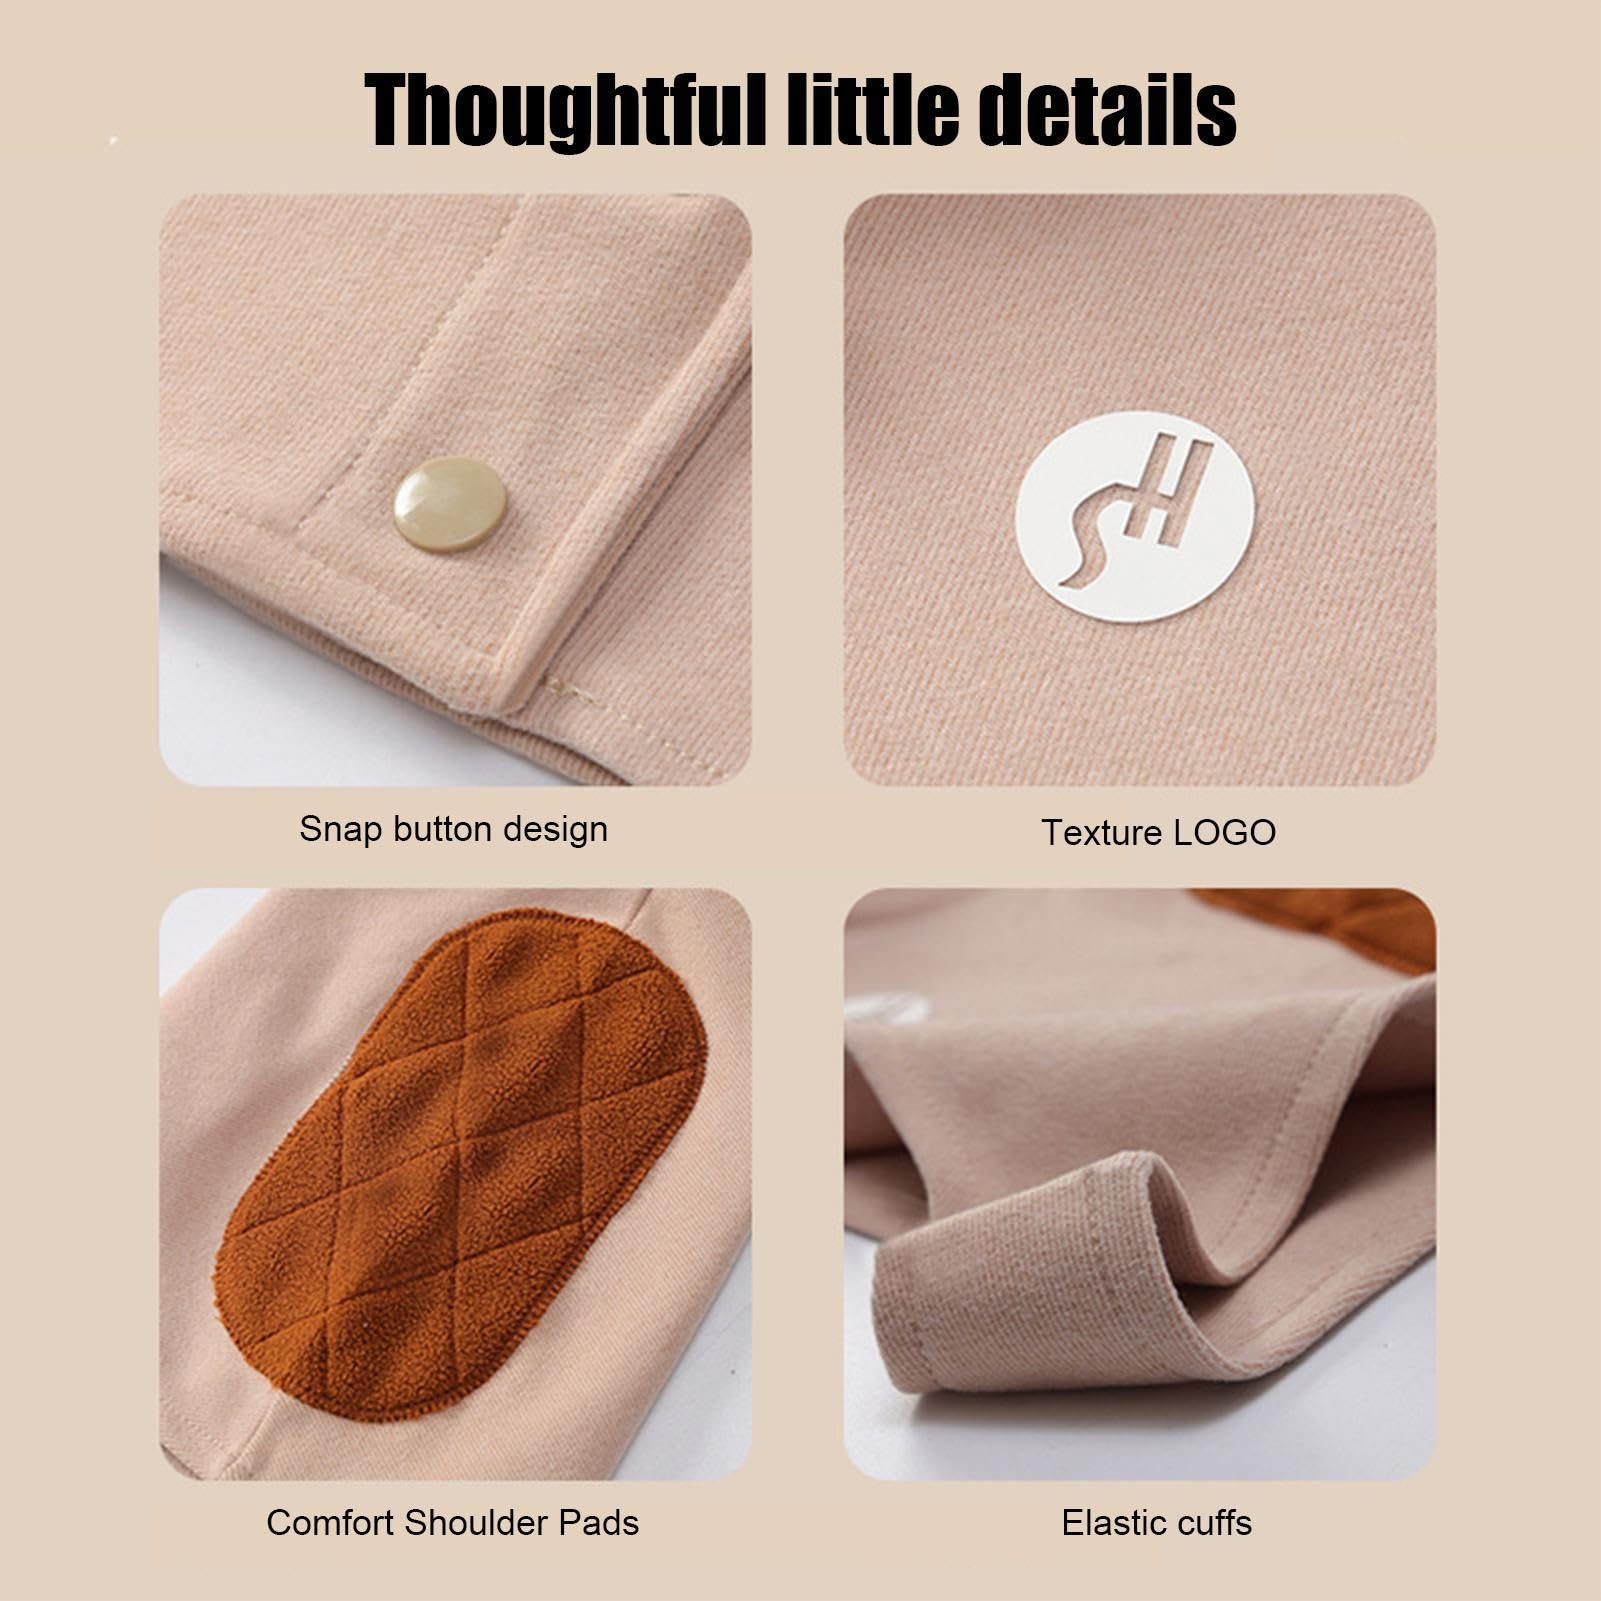 Thoughtful little details
Snap button design
Texture LOGO
Comfort Shoulder Pads
Elastic cuffs